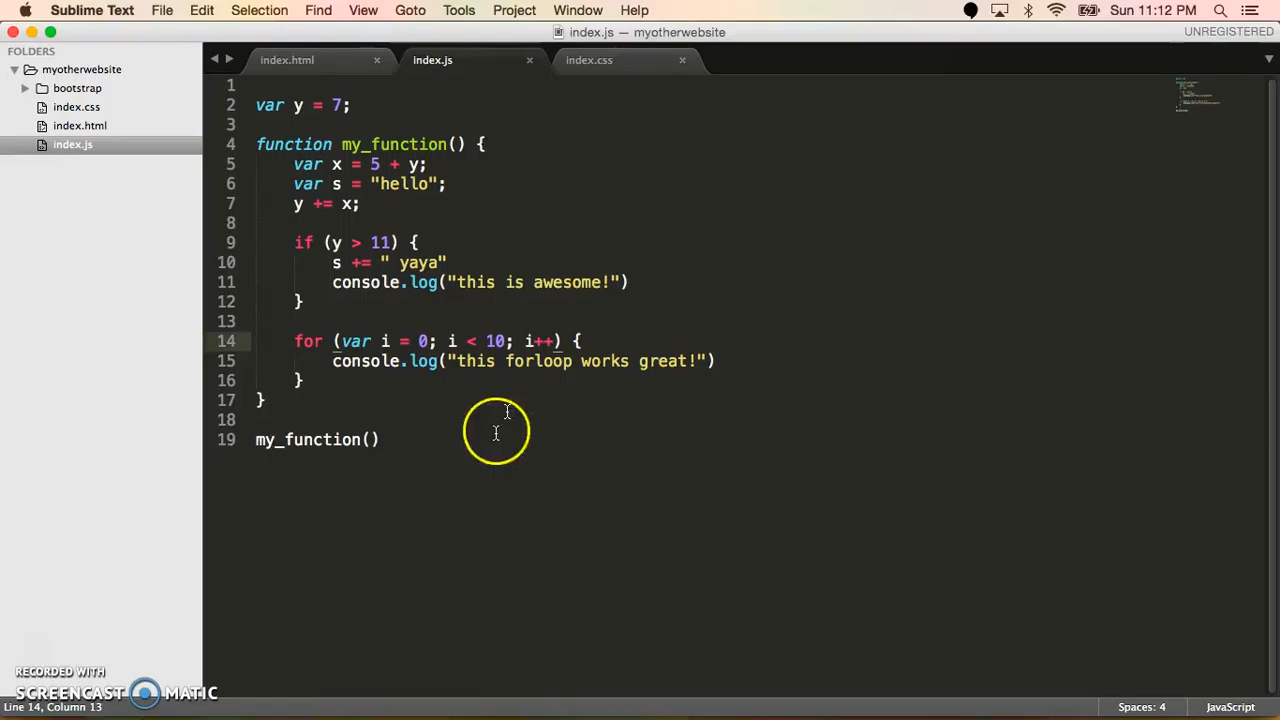 Sublime Text File Edit Selection Find View Goto Tools Project Window Help Sun 11:12 PM
index.js — myotherwebsite UNREGISTERED
FOLDERS
myotherwebsite
bootstrap
index.css
index.html
index.js
index.html × index.js × index.css ×
1
2 var y = 7;
3
4 function my_function() {
5 var x = 5 + y;
6 var s = "hello";
7 y += x;
8
9 if (y > 11) {
10 s += " yaya"
11 console.log("this is awesome!")
12 }
13
14 for (var i = 0; i < 10; i++) {
15 console.log("this forloop works great!")
16 }
17 }
18
19 my_function()
RECORDED WITH
SCREENCAST MATIC
Line 14, Column 13 Spaces: 4 JavaScript